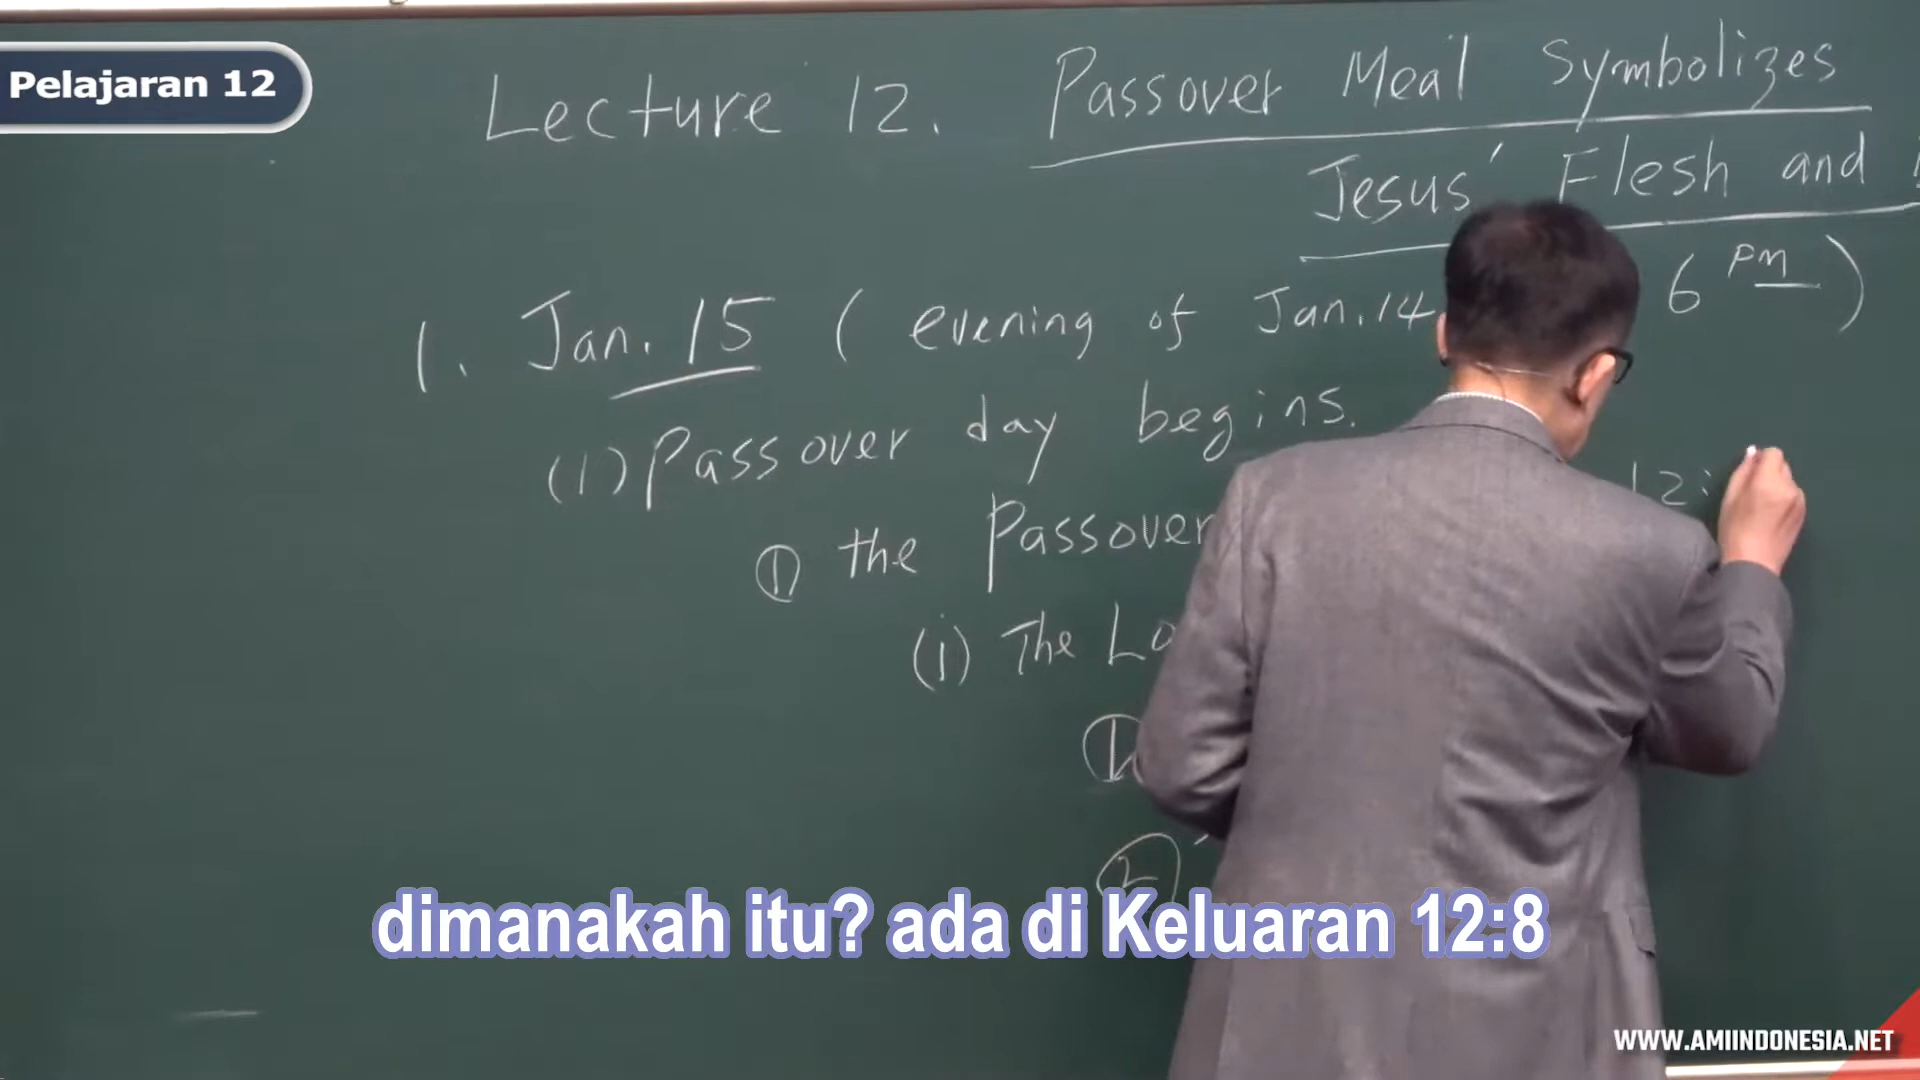 Pelajaran 12
Lecture 12. Passover Meal Symbolizes
Jesus' Flesh and
1. Jan. 15 ( evening of Jan. 14 6 PM )
(1) Passover day begins.
12:
① the Passover
(i) The
①
②
dimanakah itu? ada di Keluaran 12:8
WWW.AMIINDONESIA.NET